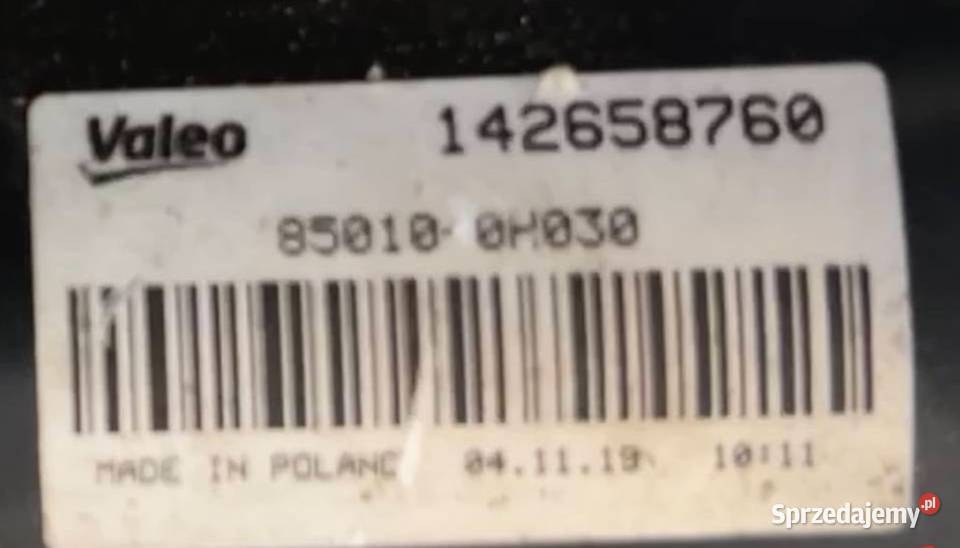 Valeo 142658760
85010-0H030
MADE IN POLAND 04.11.19 10:11
Sprzedajemy.pl